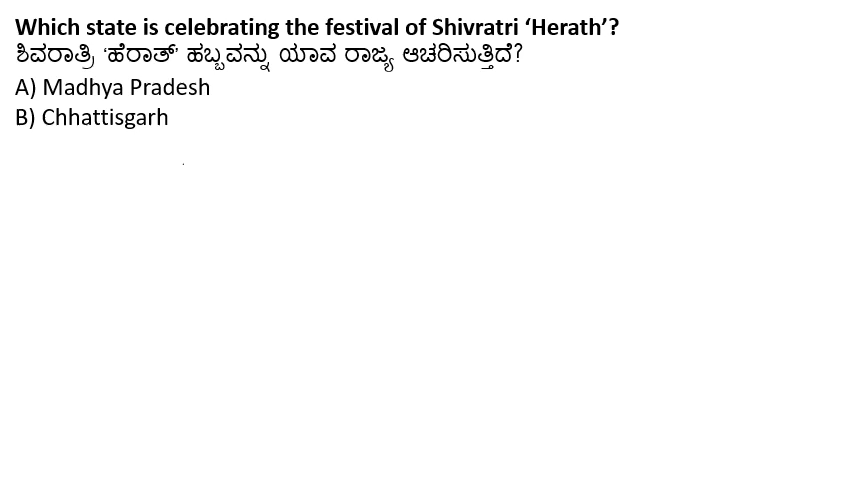 Which state is celebrating the festival of Shivratri ‘Herath’?
ಶಿವರಾತ್ರಿ ‘ಹೆರಾತ್’ ಹಬ್ಬವನ್ನು ಯಾವ ರಾಜ್ಯ ಆಚರಿಸುತ್ತಿದೆ?
A) Madhya Pradesh
B) Chhattisgarh